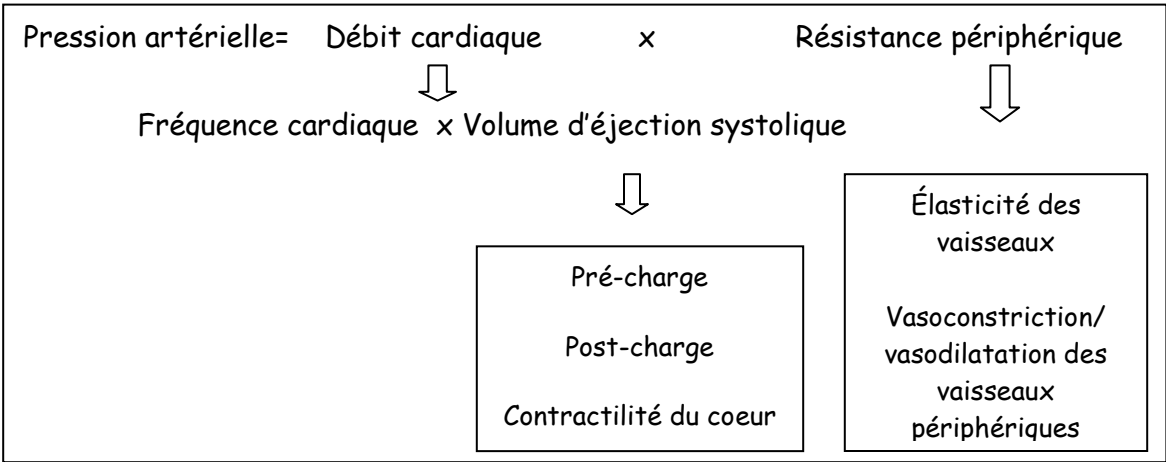 Pression artérielle= Débit cardiaque x Résistance périphérique
Fréquence cardiaque x Volume d'éjection systolique
Pré-charge
Post-charge
Contractilité du coeur
Élasticité des
vaisseaux
Vasoconstriction/
vasodilatation des
vaisseaux
périphériques